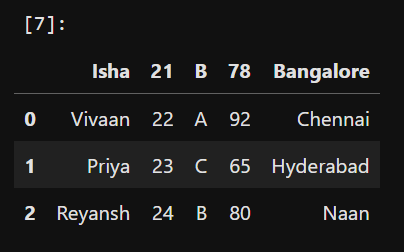 [7]:
Isha 21 B 78 Bangalore
0 Vivaan 22 A 92 Chennai
1 Priya 23 C 65 Hyderabad
2 Reyansh 24 B 80 Naan